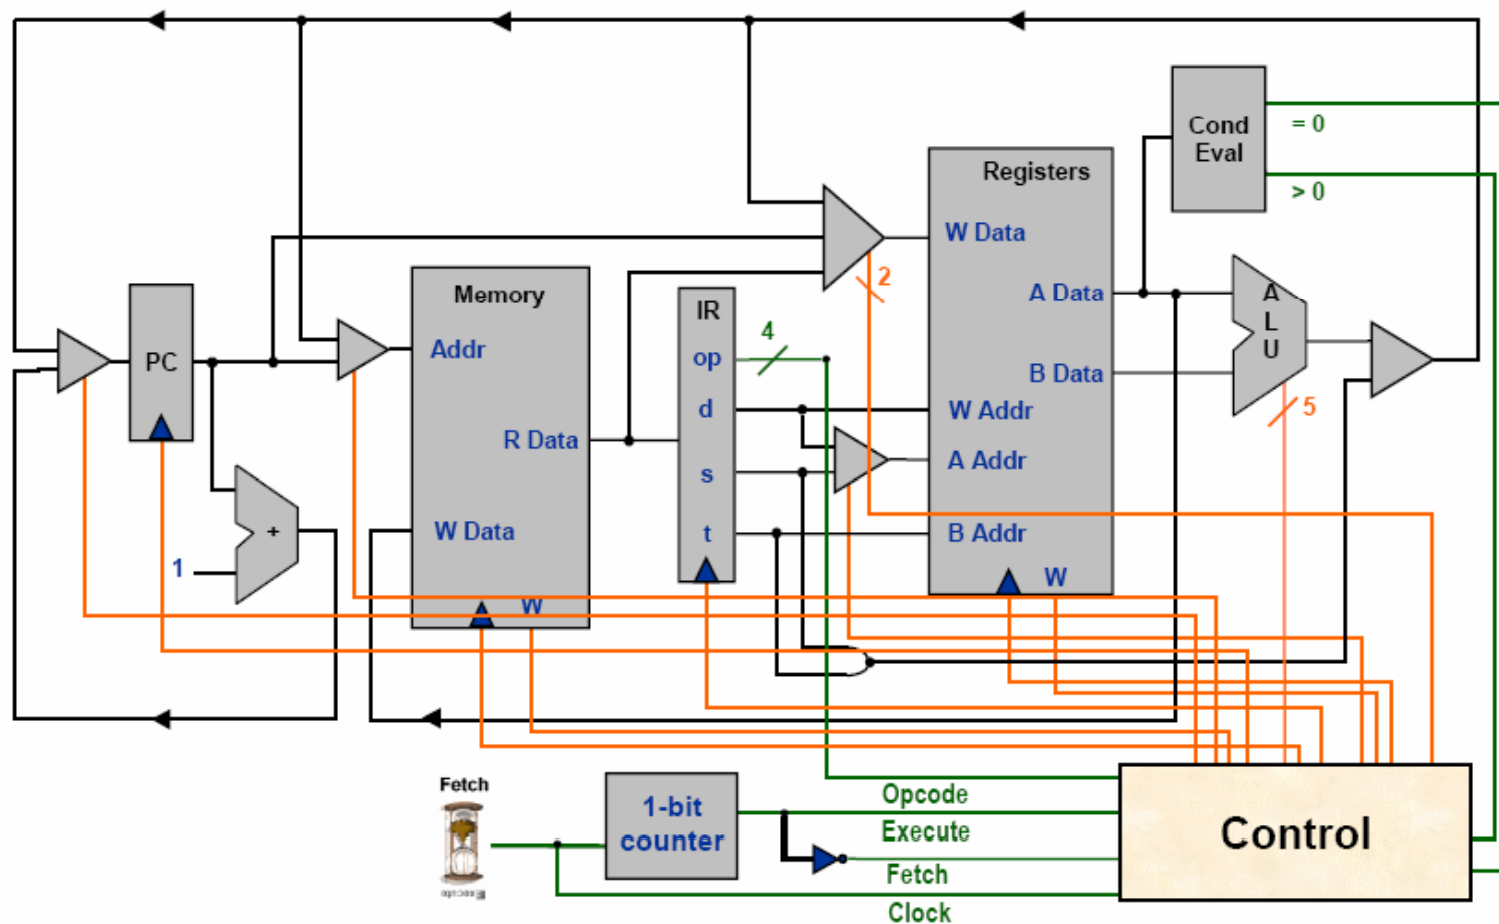 Cond
Eval
= 0
> 0
Registers
W Data
A Data
B Data
W Addr
A Addr
B Addr
W
2
A
L
U
5
Memory
Addr
R Data
W Data
W
IR
op
d
s
t
4
PC
+
1
Fetch
Execute
1-bit
counter
Opcode
Execute
Fetch
Clock
Control